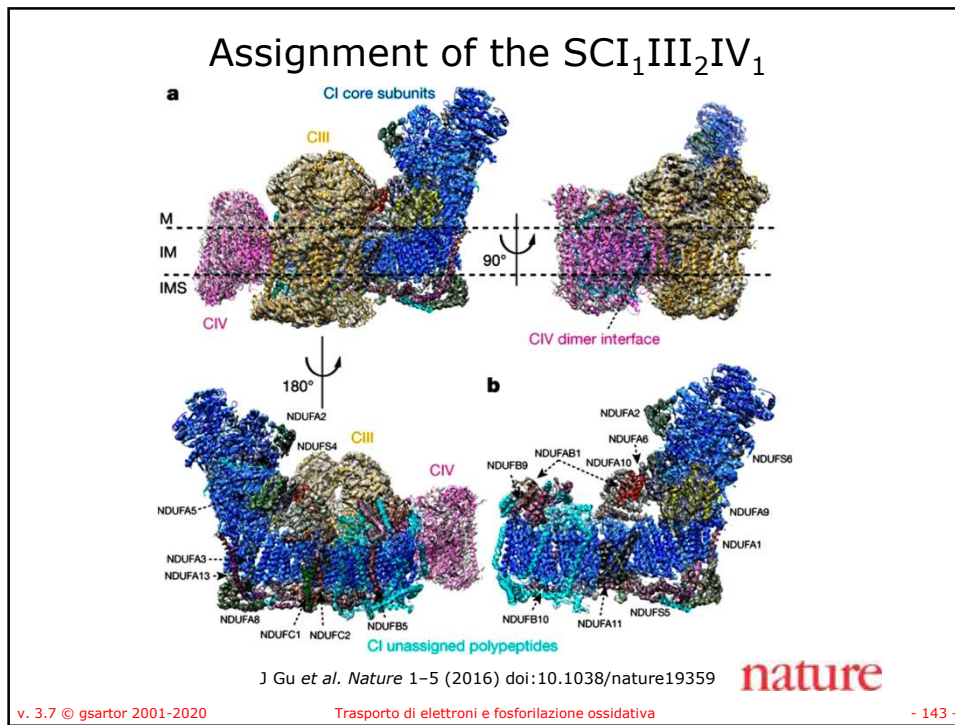 Assignment of the SCI₁III₂IV₁
a
CI core subunits
CIII
M
IM
IMS
CIV
90°
CIV dimer interface
180°
NDUFA2
NDUFS4
CIII
CIV
NDUFA5
NDUFA3
NDUFA13
NDUFA8
NDUFC1
NDUFC2
NDUFB5
CI unassigned polypeptides
b
NDUFA2
NDUFA6
NDUFAB1
NDUFB9
NDUFA10
NDUFS6
NDUFA9
NDUFA1
NDUFB10
NDUFA11
NDUFS5
J Gu et al. Nature 1–5 (2016) doi:10.1038/nature19359
nature
v. 3.7 © gsartor 2001-2020
Trasporto di elettroni e fosforilazione ossidativa
- 143 -